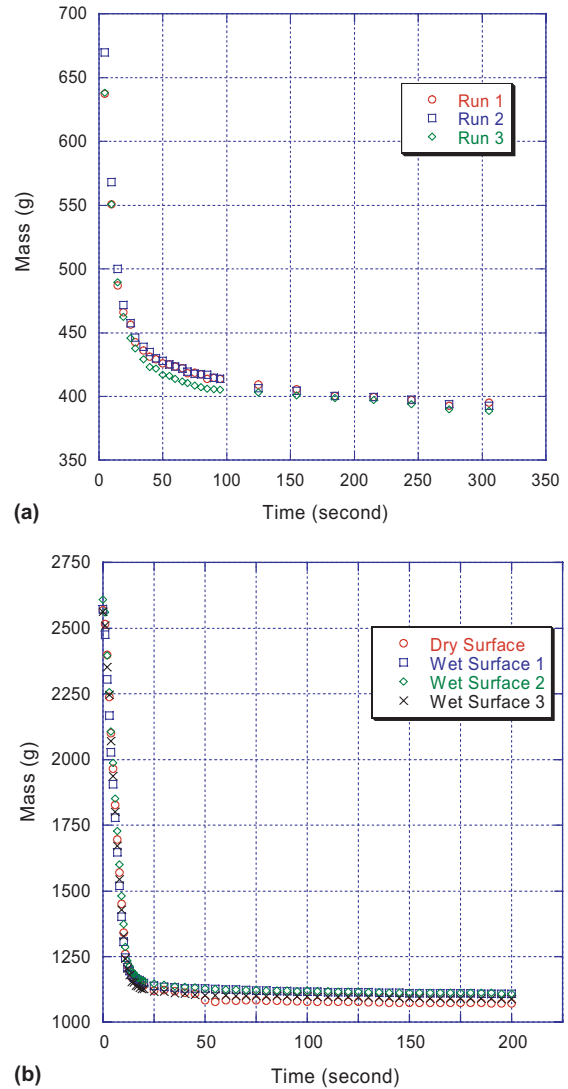 700
650
600
550
500
450
400
350
Mass (g)
Run 1
Run 2
Run 3
0 50 100 150 200 250 300 350
Time (second)
(a)
2750
2500
2250
2000
1750
1500
1250
1000
Mass (g)
Dry Surface
Wet Surface 1
Wet Surface 2
Wet Surface 3
0 50 100 150 200
Time (second)
(b)